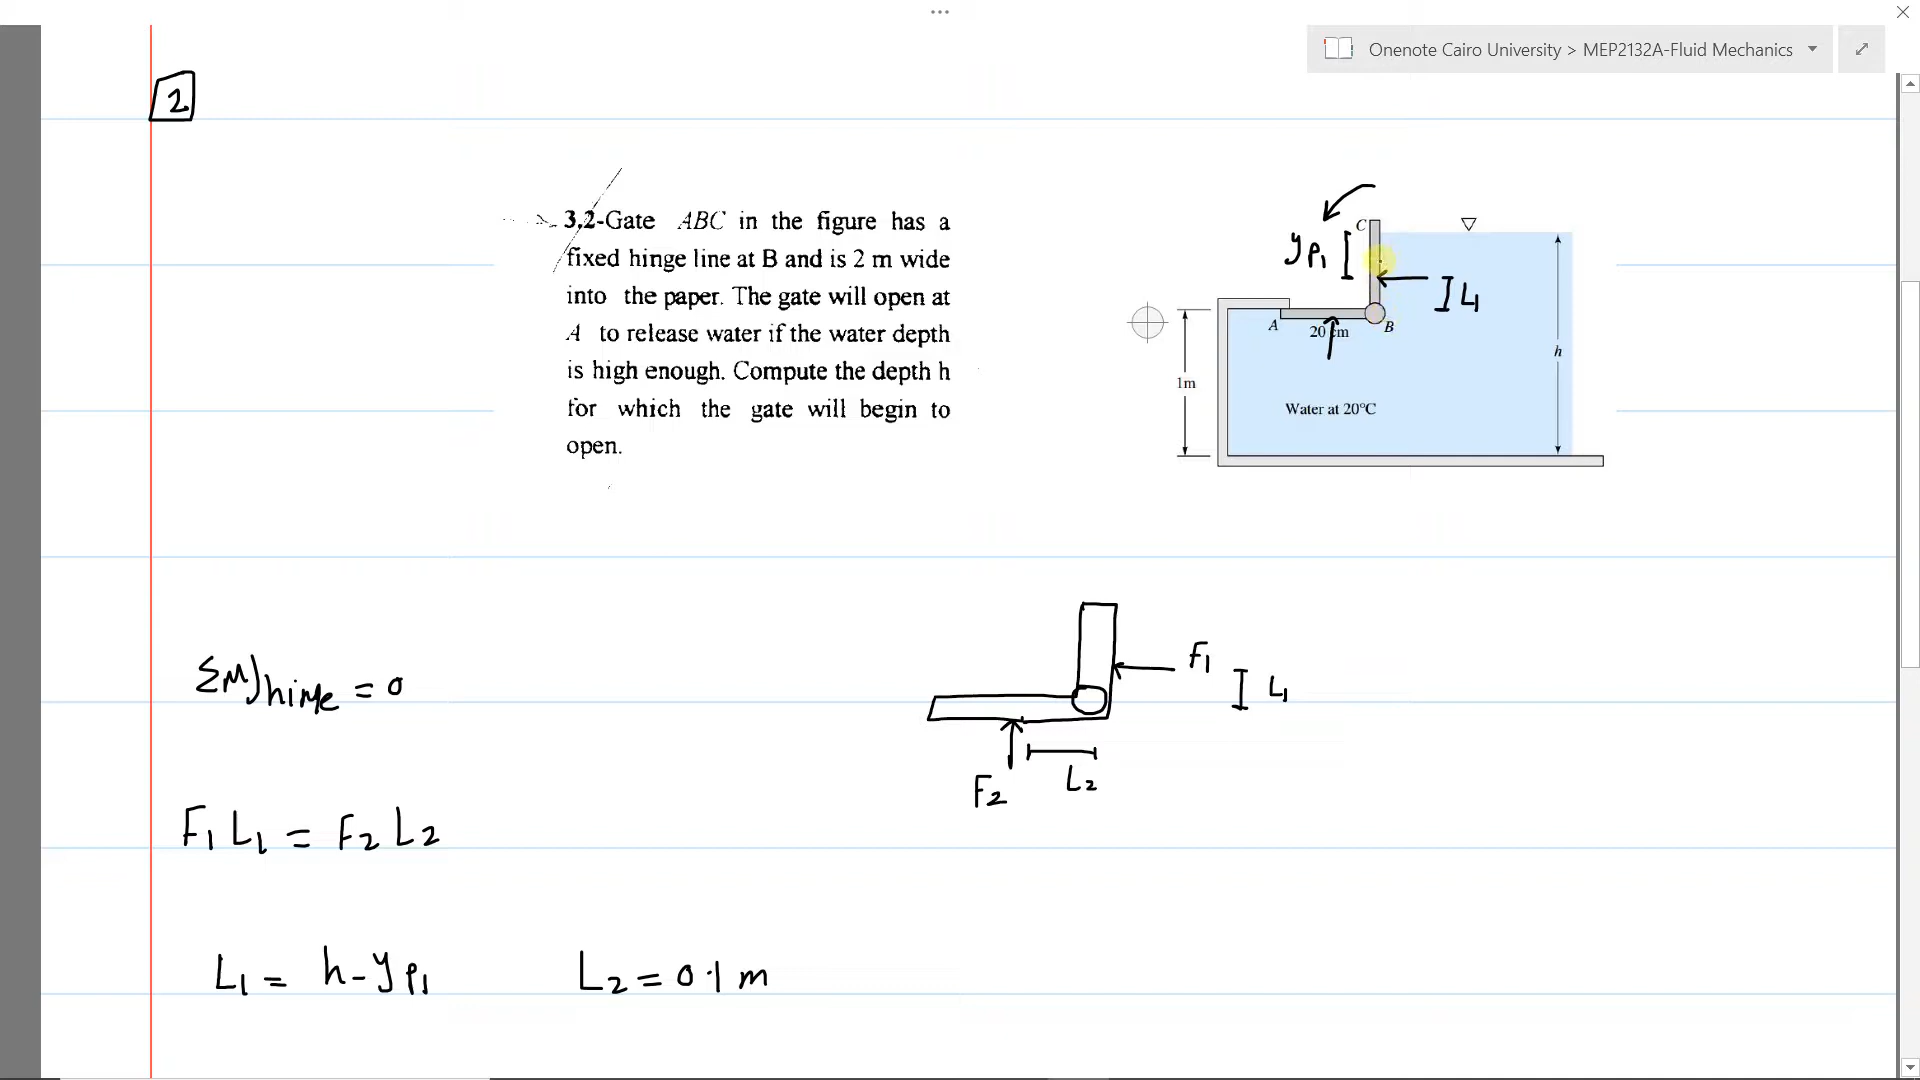 Onenote Cairo University > MEP2132A-Fluid Mechanics
2
3.2-Gate ABC in the figure has a
fixed hinge line at B and is 2 m wide
into the paper. The gate will open at
A to release water if the water depth
is high enough. Compute the depth h
for which the gate will begin to
open.
C
yp1
L1
A
20 cm
B
h
1m
Water at 20°C
F1
L1
ΣM)hinge = 0
L2
F2
F1 L1 = F2 L2
L1 = h-yp1
L2 = 0.1 m